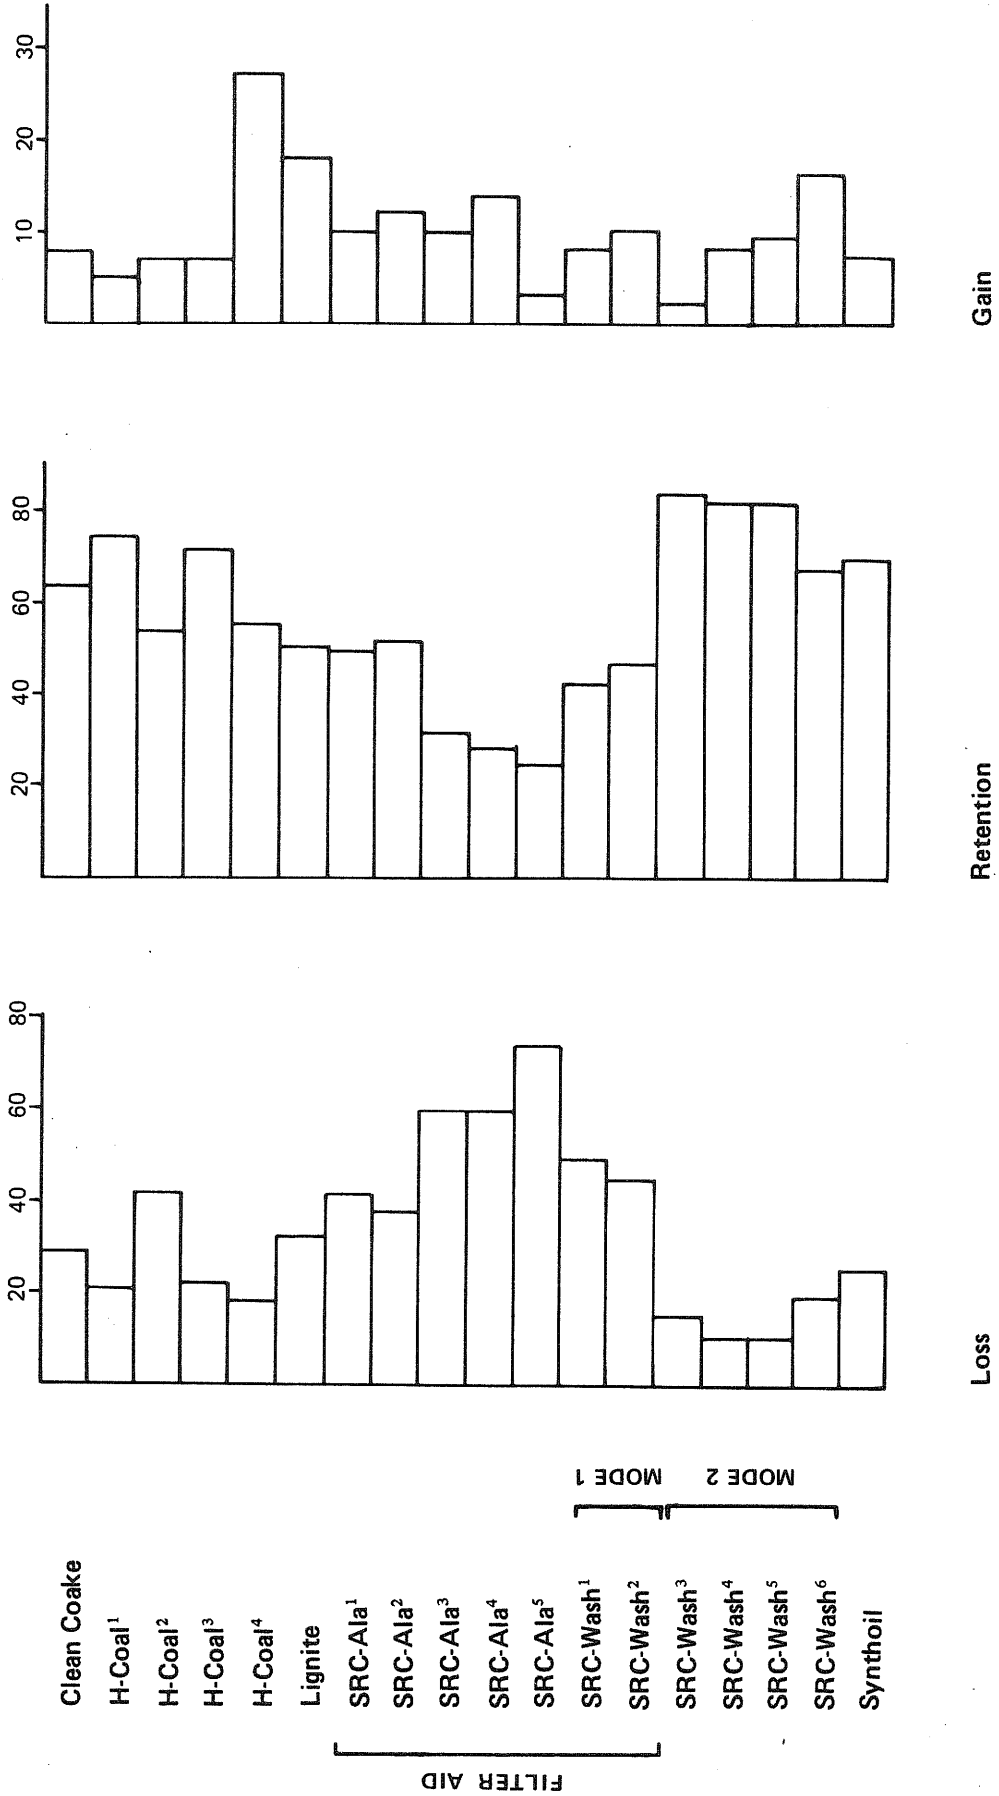 Clean Coake
H-Coal¹
H-Coal²
H-Coal³
H-Coal⁴
Lignite
SRC-Ala¹
SRC-Ala²
SRC-Ala³
SRC-Ala⁴
SRC-Ala⁵
SRC-Wash¹
SRC-Wash²
SRC-Wash³
SRC-Wash⁴
SRC-Wash⁵
SRC-Wash⁶
Synthoil
FILTER AID
MODE 1
MODE 2
20 40 60 80
Loss
20 40 60 80
Retention
10 20 30
Gain